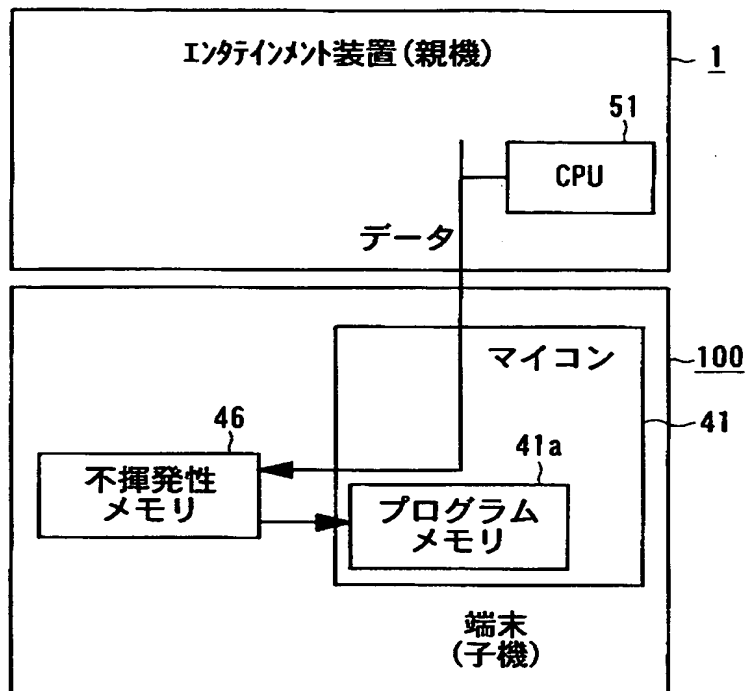 エンタテインメント装置(親機)
1
51
CPU
データ
マイコン
100
41
46
41a
不揮発性
メモリ
プログラム
メモリ
端末
(子機)